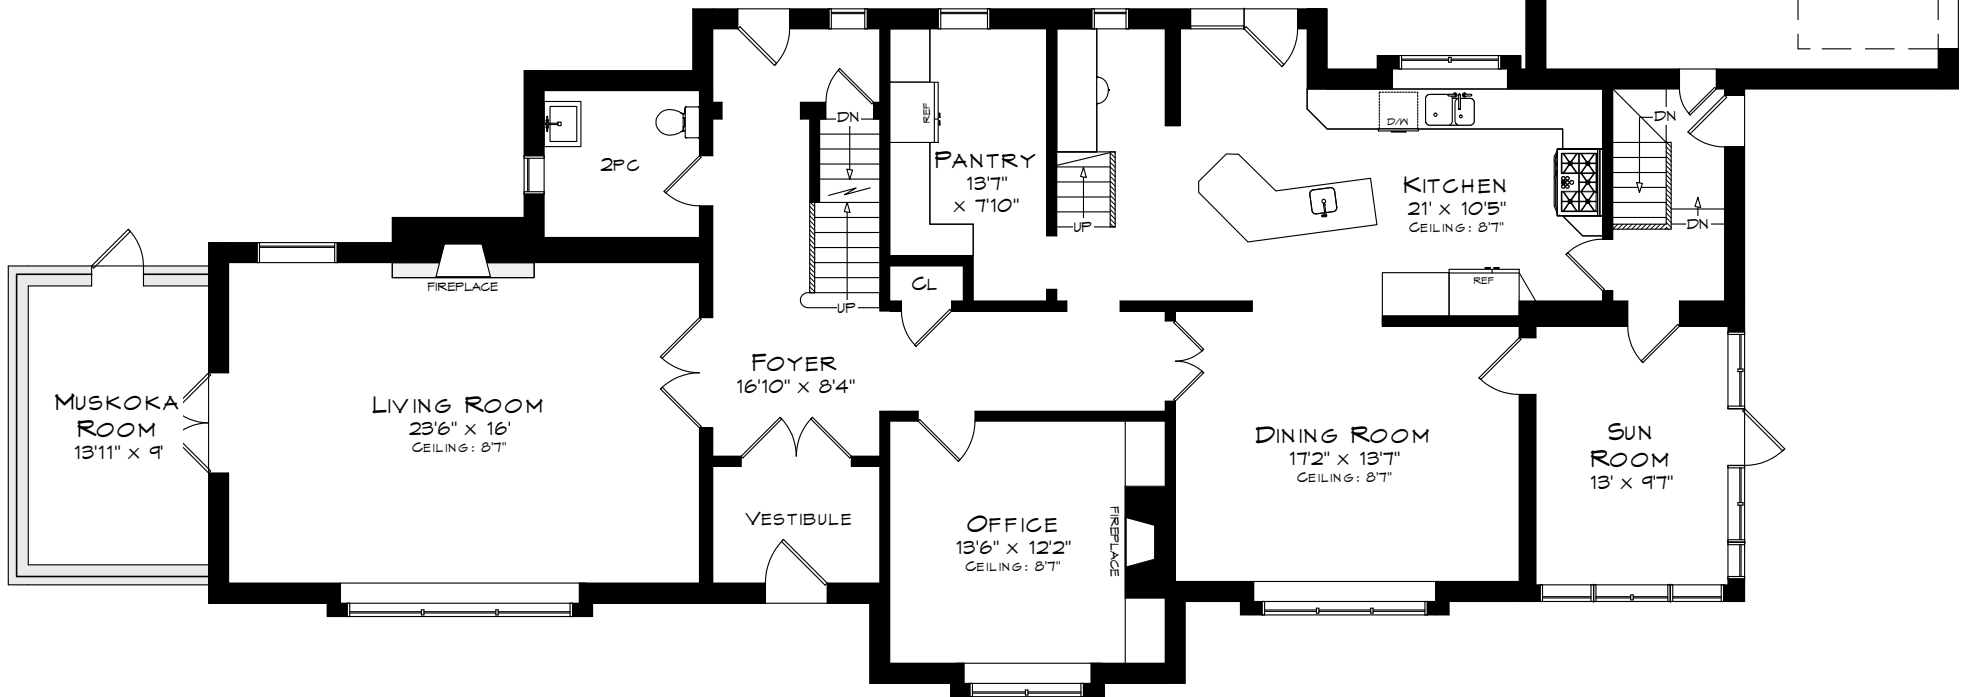 DN
REF
2PC
PANTRY
13'7"
x 7'10"
UP
D/W
KITCHEN
21' x 10'5"
CEILING: 8'7"
DN
DN
REF
FIREPLACE
CL
UP
MUSKOKA
ROOM
13'11" x 9'
LIVING ROOM
23'6" x 16'
CEILING: 8'7"
FOYER
16'10" x 8'4"
DINING ROOM
17'2" x 13'7"
CEILING: 8'7"
SUN
ROOM
13' x 9'7"
VESTIBULE
OFFICE
13'6" x 12'2"
CEILING: 8'7"
FIREPLACE